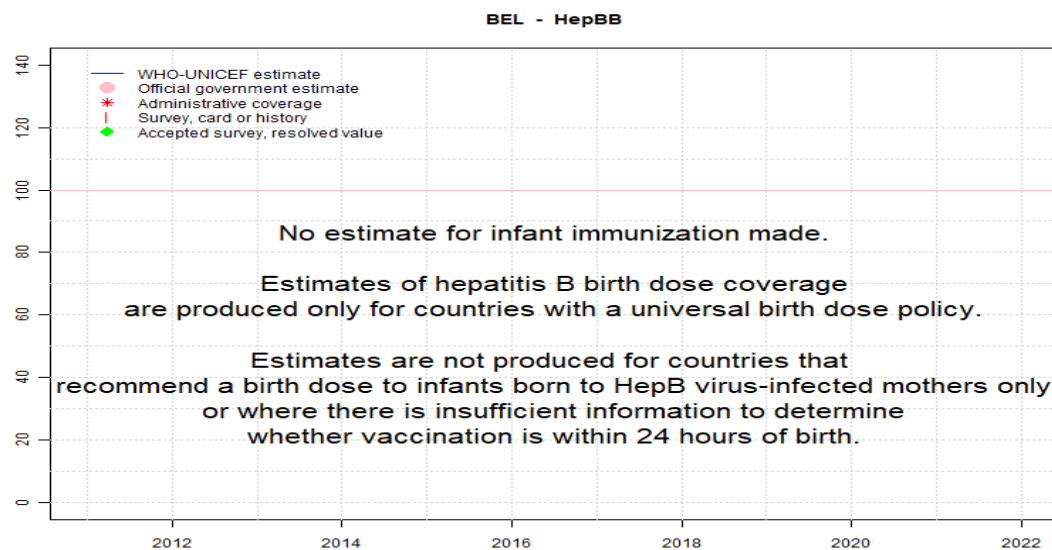 BEL - HepBB
WHO-UNICEF estimate
Official government estimate
Administrative coverage
Survey, card or history
Accepted survey, resolved value
140
120
100
80
60
40
20
0
No estimate for infant immunization made.
Estimates of hepatitis B birth dose coverage
are produced only for countries with a universal birth dose policy.
Estimates are not produced for countries that
recommend a birth dose to infants born to HepB virus-infected mothers only
or where there is insufficient information to determine
whether vaccination is within 24 hours of birth.
2012 2014 2016 2018 2020 2022